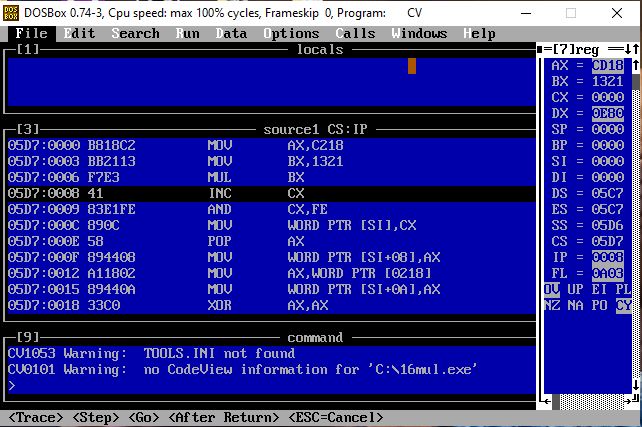 DOSBox 0.74-3, Cpu speed: max 100% cycles, Frameskip 0, Program: CV
File Edit Search Run Data Options Calls Windows Help
[1] locals
[3] source1 CS:IP
05D7:0000 B818C2 MOV AX,C218
05D7:0003 BB2113 MOV BX,1321
05D7:0006 F7E3 MUL BX
05D7:0008 41 INC CX
05D7:0009 83E1FE AND CX,FE
05D7:000C 890C MOV WORD PTR [SI],CX
05D7:000E 58 POP AX
05D7:000F 894408 MOV WORD PTR [SI+08],AX
05D7:0012 A11802 MOV AX,WORD PTR [0218]
05D7:0015 89440A MOV WORD PTR [SI+0A],AX
05D7:0018 33C0 XOR AX,AX
[9] command
CV1053 Warning: TOOLS.INI not found
CV0101 Warning: no CodeView information for 'C:\16mul.exe'
>
[7]reg
AX = CD18
BX = 1321
CX = 0000
DX = 0E80
SP = 0000
BP = 0000
SI = 0000
DI = 0000
DS = 05C7
ES = 05C7
SS = 05D6
CS = 05D7
IP = 0008
FL = 0A03
OV UP EI PL
NZ NA PO CY
<Trace> <Step> <Go> <After Return> <ESC=Cancel>